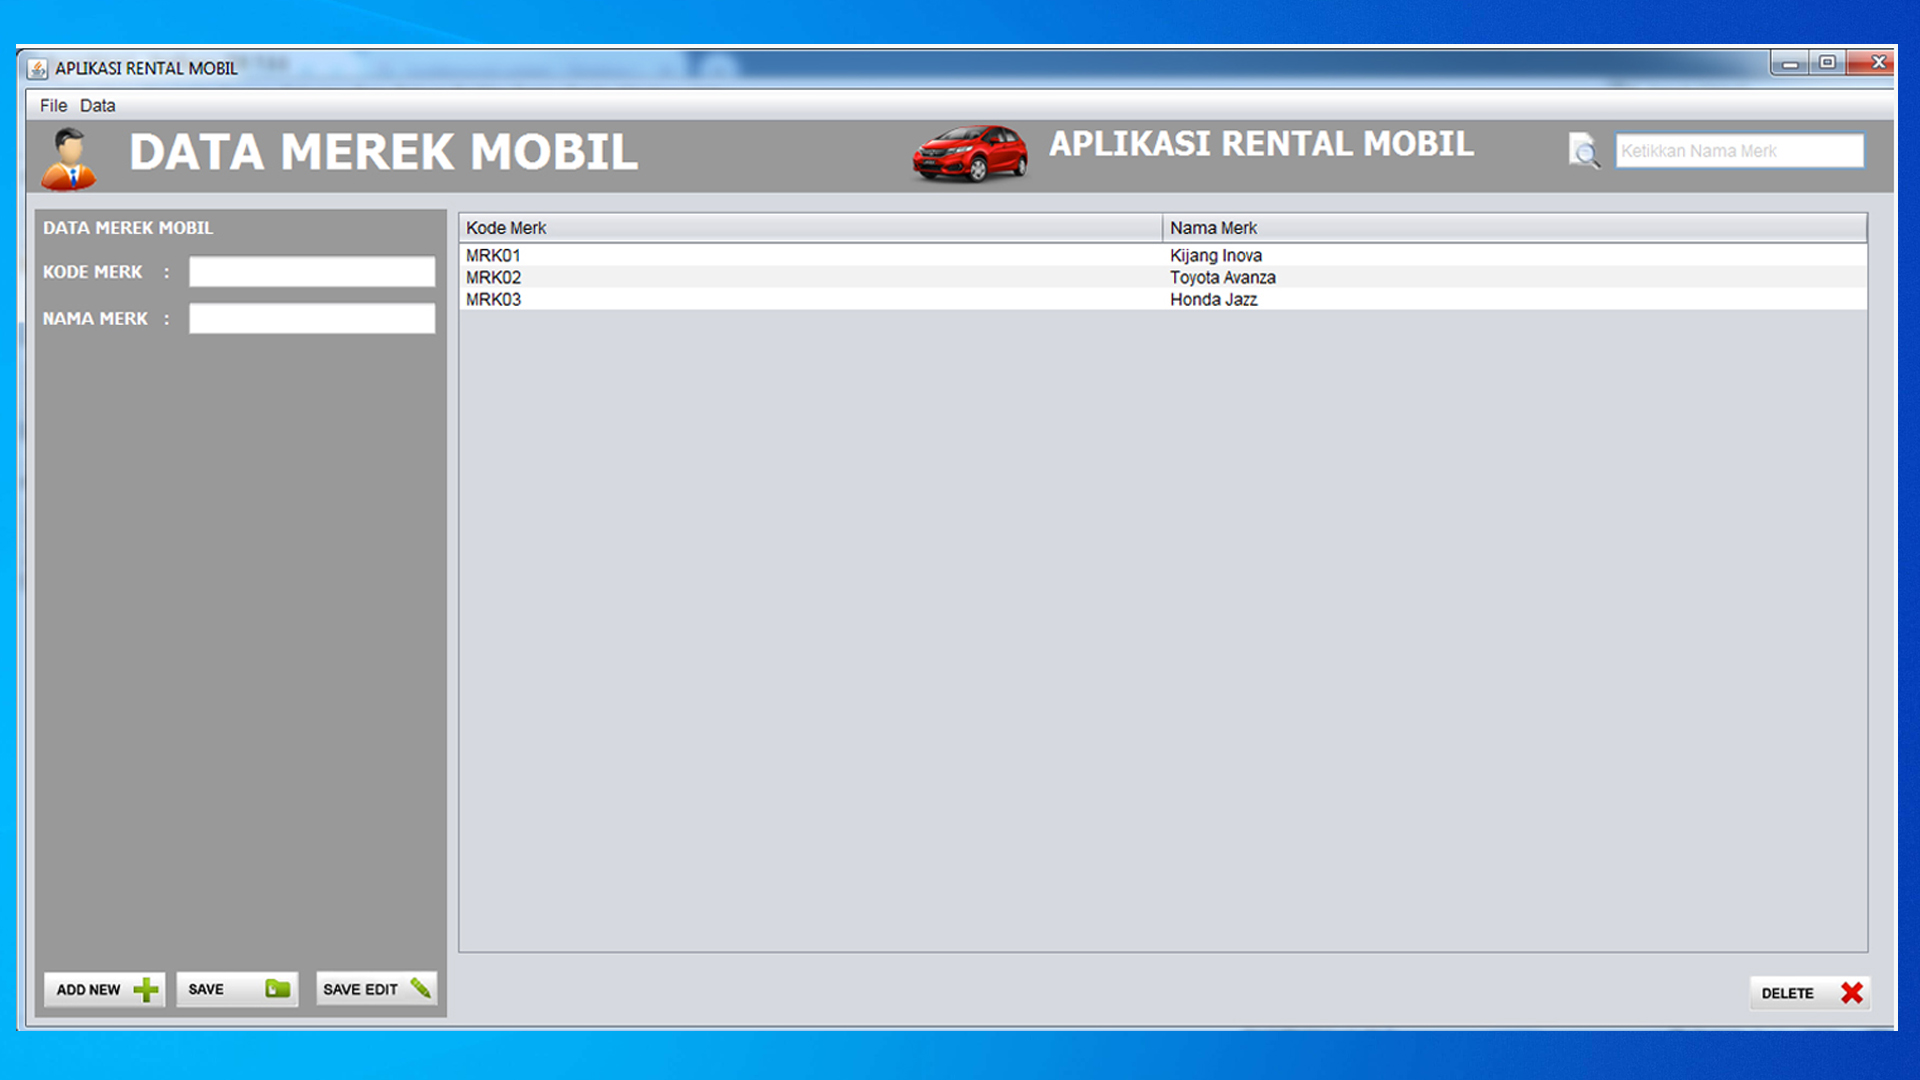 APLIKASI RENTAL MOBIL
File Data
DATA MEREK MOBIL
APLIKASI RENTAL MOBIL
Ketikkan Nama Merk
DATA MEREK MOBIL
KODE MERK :
NAMA MERK :
Kode Merk Nama Merk
MRK01 Kijang Inova
MRK02 Toyota Avanza
MRK03 Honda Jazz
ADD NEW
SAVE
SAVE EDIT
DELETE